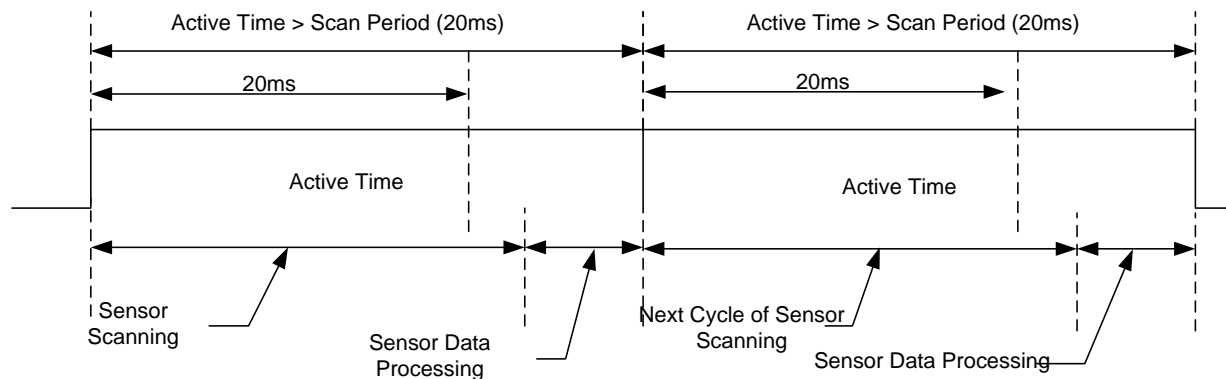 Active Time > Scan Period (20ms)
Active Time > Scan Period (20ms)
20ms
20ms
Active Time
Active Time
Sensor
Scanning
Sensor Data
Processing
Next Cycle of Sensor
Scanning
Sensor Data Processing